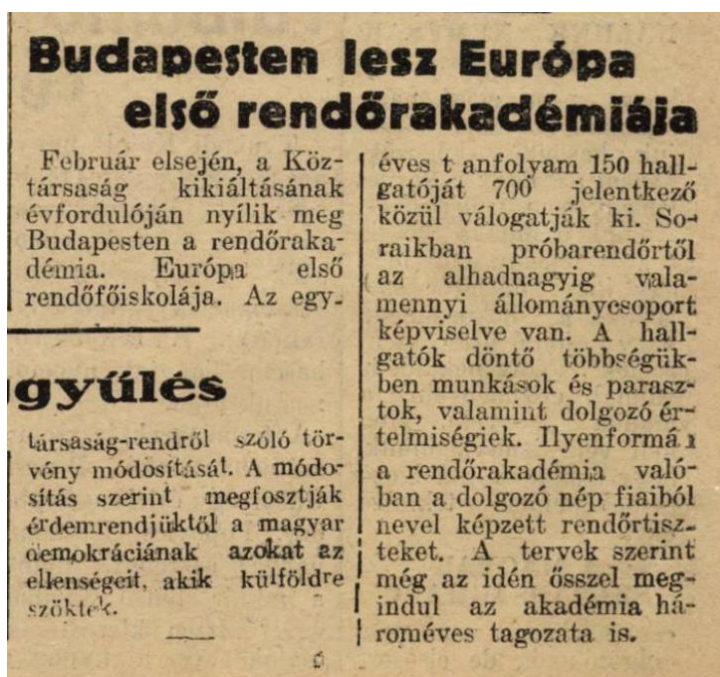 Budapesten lesz Európa
első rendőrakadémiája
Február elsején, a Köz-
társaság kikiáltásának
évfordulóján nyílik meg
Budapesten a rendőraka-
démia. Európa első
rendőfőiskolája. Az egy-
éves t anfolyam 150 hall-
gatóját 700 jelentkező
közül válogatják ki. So-
raikban próbarendőrtől
az alhadnagyig vala-
mennyi állománycsoport
képviselve van. A hall-
gatók döntő többségük-
ben munkások és parasz-
tok, valamint dolgozó ér-
telmiségiek. Ilyenformá
a rendőrakadémia való-
ban a dolgozó nép fiaiból
nevel képzett rendőrtisz-
teket. A tervek szerint
még az idén ősszel meg-
indul az akadémia há-
roméves tagozata is.
gyűlés
társaság-rendről szóló tör-
vény módosítását. A módo-
sítás szerint megfosztják
érdemrendjüktől a magyar
demokráciának azokat az
ellenségeit, akik külföldre
szöktek.